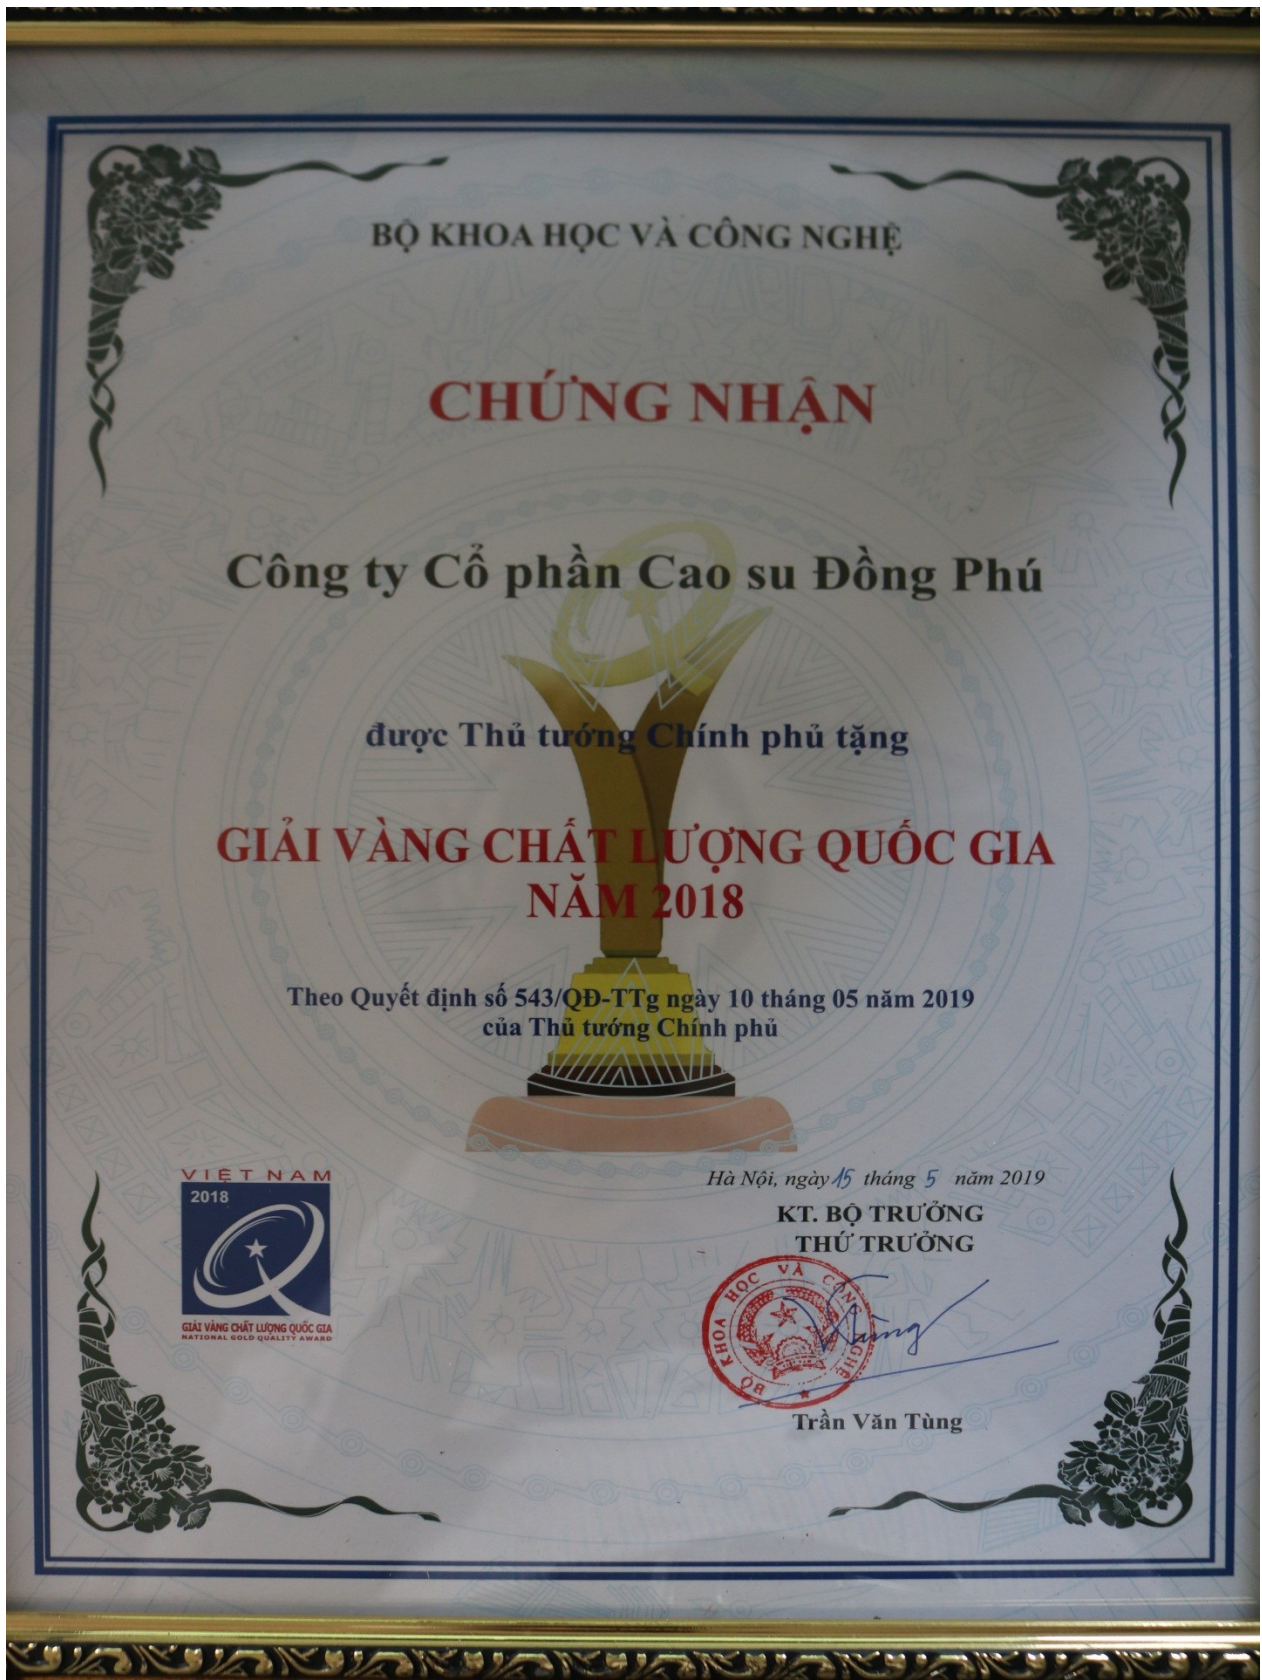 BỘ KHOA HỌC VÀ CÔNG NGHỆ
CHỨNG NHẬN
Công ty Cổ phần Cao su Đồng Phú
được Thủ tướng Chính phủ tặng
GIẢI VÀNG CHẤT LƯỢNG QUỐC GIA
NĂM 2018
Theo Quyết định số 543/QĐ-TTg ngày 10 tháng 05 năm 2019
của Thủ tướng Chính phủ
VIỆT NAM
2018
GIẢI VÀNG CHẤT LƯỢNG QUỐC GIA
NATIONAL GOLD QUALITY AWARD
Hà Nội, ngày 15 tháng 5 năm 2019
KT. BỘ TRƯỞNG
THỨ TRƯỞNG
BỘ KHOA HỌC VÀ CÔNG NGHỆ
Tùng
Trần Văn Tùng